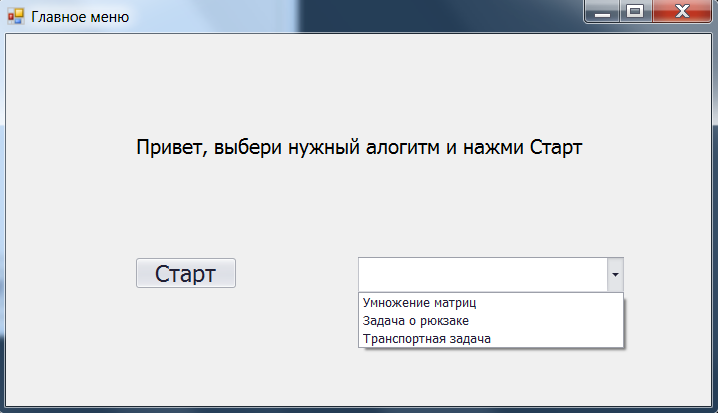 Главное меню
Привет, выбери нужный алогитм и нажми Старт
Старт
Умножение матриц
Задача о рюкзаке
Транспортная задача